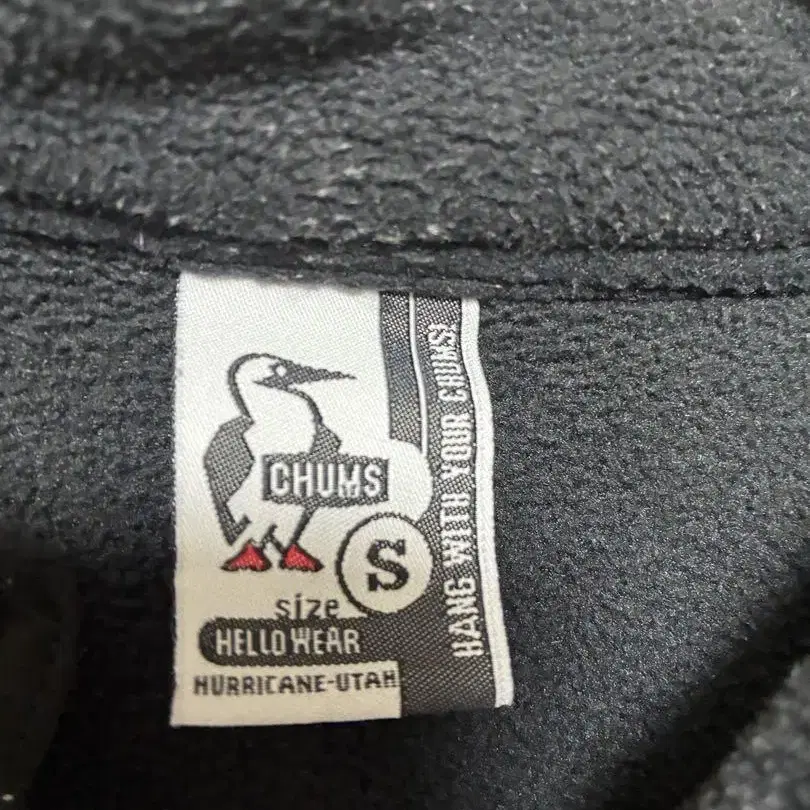 CHUMS
S
size
HELLO WEAR
HURRICANE-UTAH
HANG WITH YOUR CHUMS!